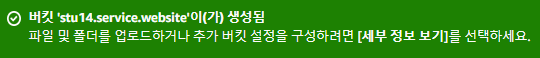 버킷 'stu14.service.website'이(가) 생성됨
파일 및 폴더를 업로드하거나 추가 버킷 설정을 구성하려면 [세부 정보 보기]를 선택하세요.